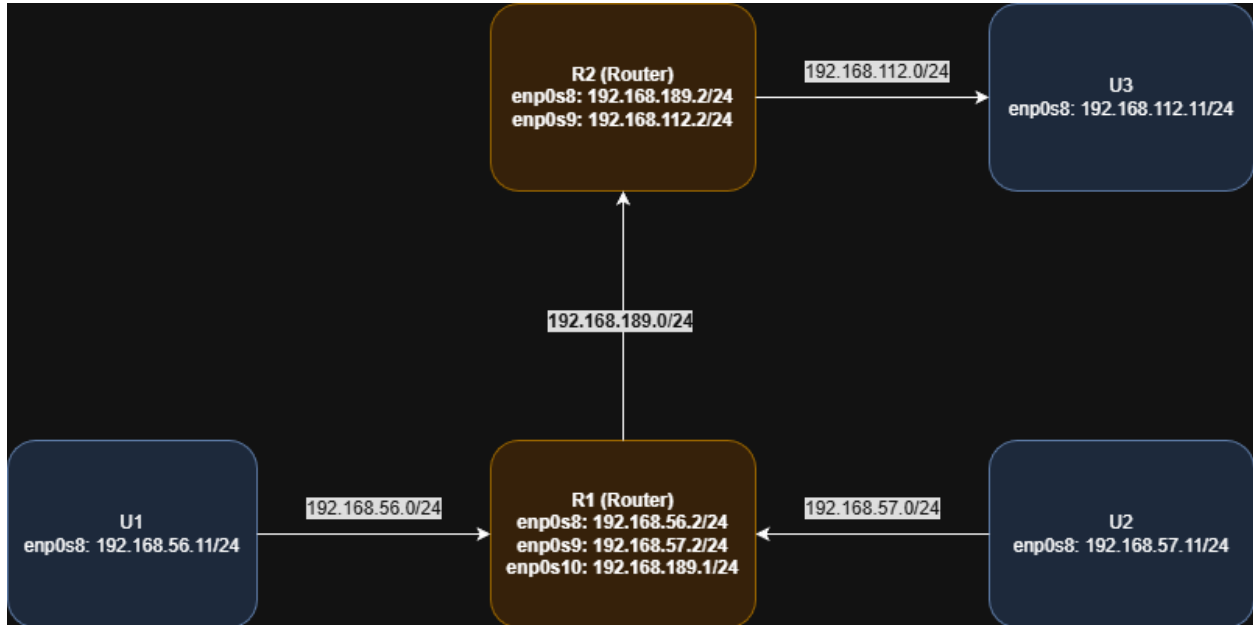 R2 (Router)
enp0s8: 192.168.189.2/24
enp0s9: 192.168.112.2/24
192.168.112.0/24
U3
enp0s8: 192.168.112.11/24
192.168.189.0/24
U1
enp0s8: 192.168.56.11/24
192.168.56.0/24
R1 (Router)
enp0s8: 192.168.56.2/24
enp0s9: 192.168.57.2/24
enp0s10: 192.168.189.1/24
192.168.57.0/24
U2
enp0s8: 192.168.57.11/24